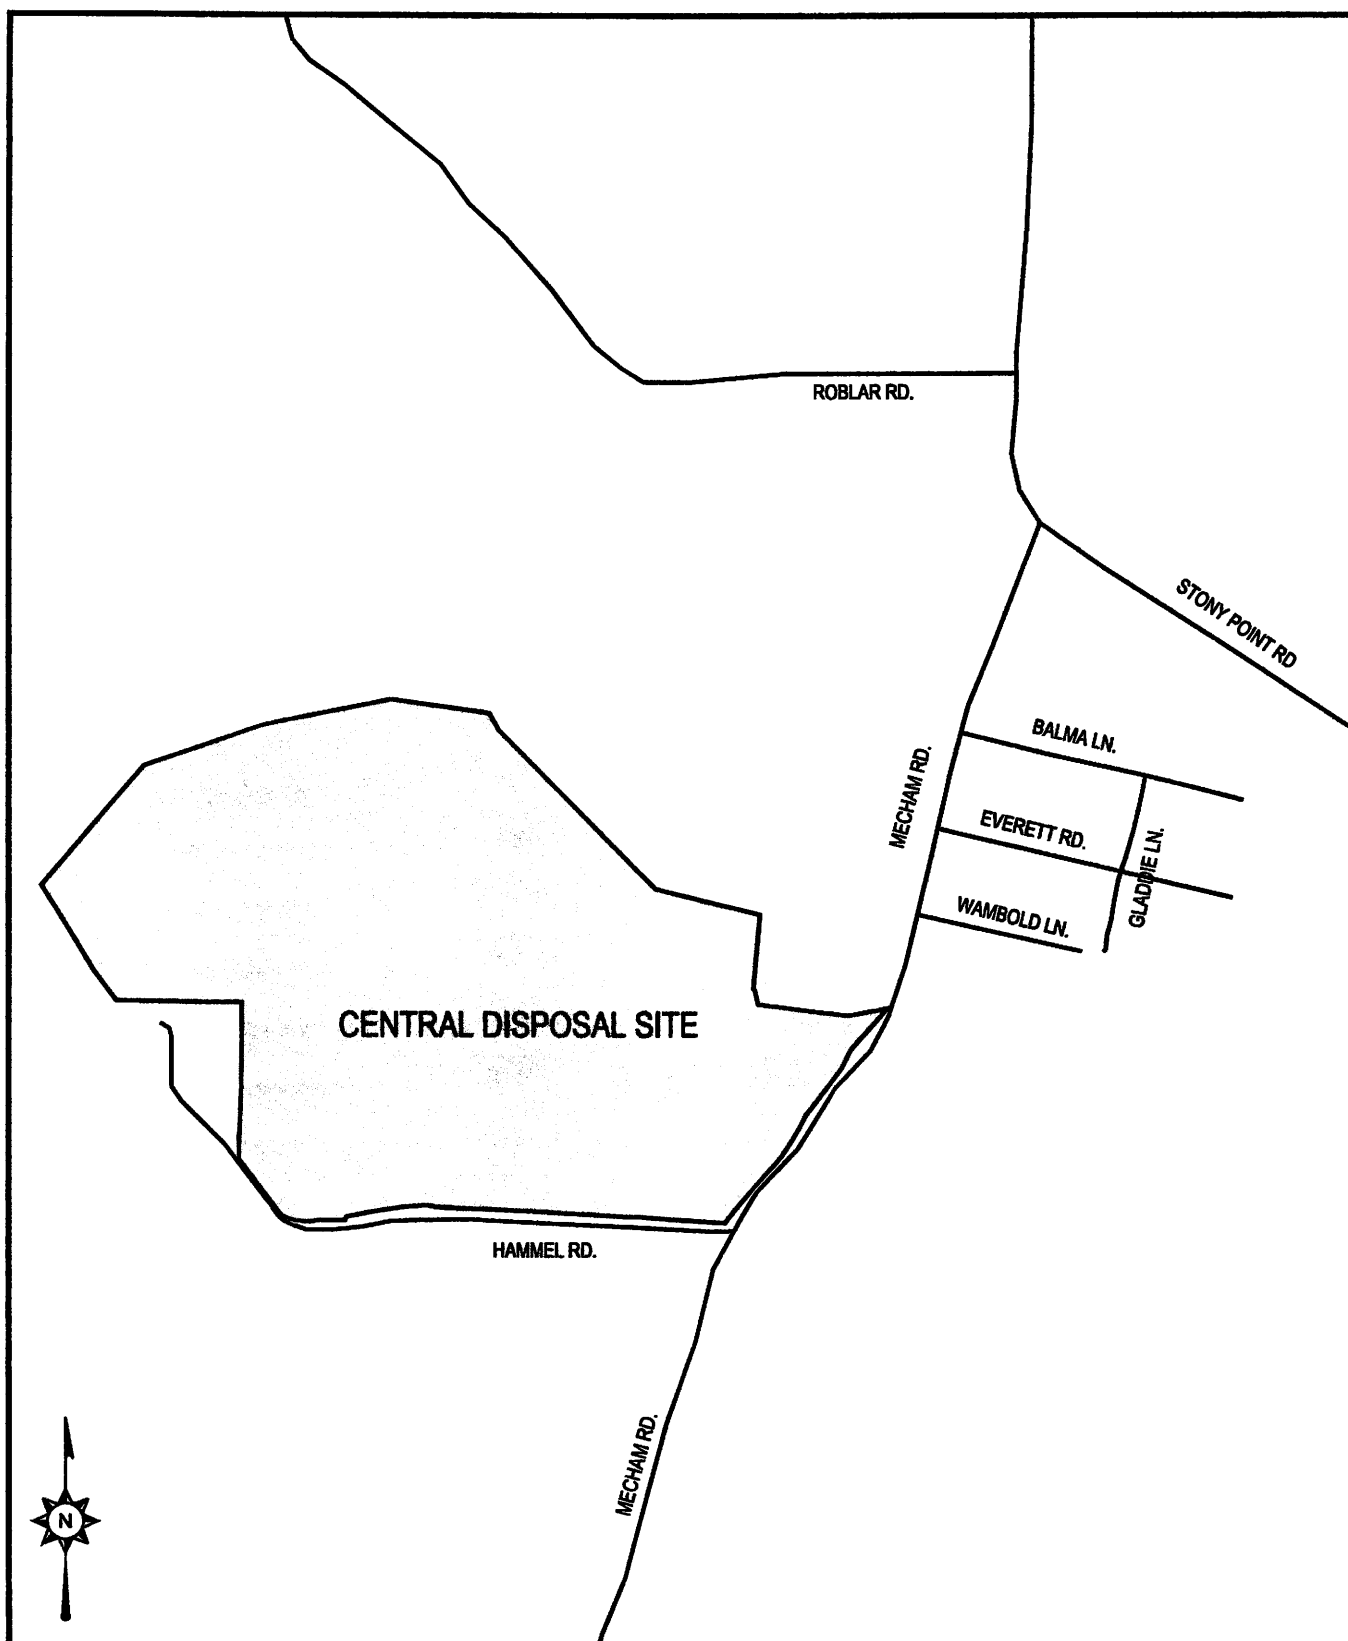 ROBLAR RD.
STONY POINT RD
BALMA LN.
MECHAM RD.
EVERETT RD.
GLADDIE LN.
WAMBOLD LN.
CENTRAL DISPOSAL SITE
HAMMEL RD.
MECHAM RD.
N